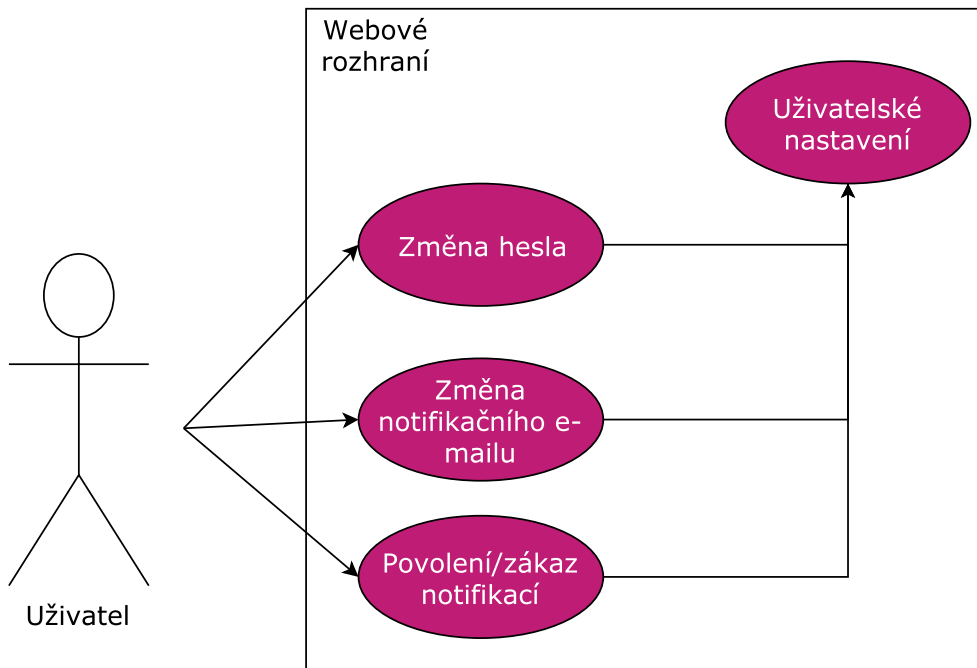 Webové
rozhraní
Uživatelské
nastavení
Změna hesla
Změna
notifikačního e-
mailu
Povolení/zákaz
notifikací
Uživatel